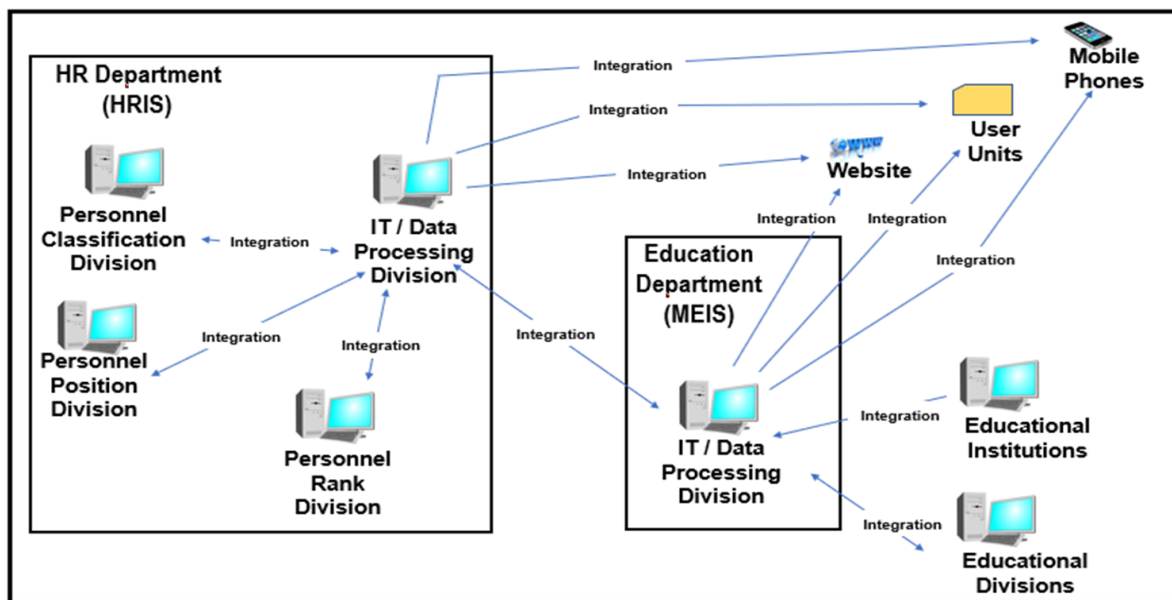 HR Department
(HRIS)
Personnel
Classification
Division
Integration
IT / Data
Processing
Division
Personnel
Position
Division
Integration
Integration
Personnel
Rank
Division
Integration
Integration
Integration
Integration
Mobile
Phones
User
Units
WWW
Website
Integration
Integration
Integration
Education
Department
(MEIS)
IT / Data
Processing
Division
Integration
Educational
Institutions
Integration
Educational
Divisions